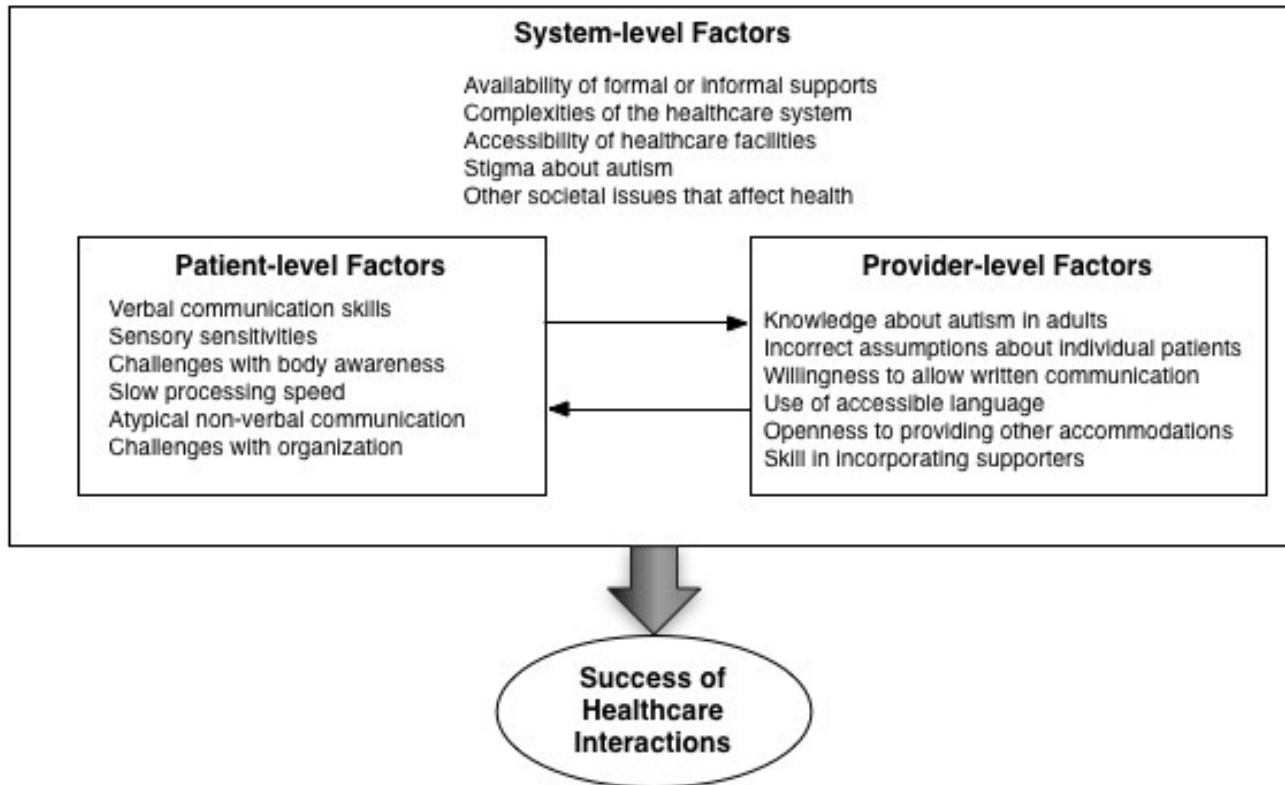 System-level Factors
Availability of formal or informal supports
Complexities of the healthcare system
Accessibility of healthcare facilities
Stigma about autism
Other societal issues that affect health
Patient-level Factors
Verbal communication skills
Sensory sensitivities
Challenges with body awareness
Slow processing speed
Atypical non-verbal communication
Challenges with organization
Provider-level Factors
Knowledge about autism in adults
Incorrect assumptions about individual patients
Willingness to allow written communication
Use of accessible language
Openness to providing other accommodations
Skill in incorporating supporters
Success of
Healthcare
Interactions